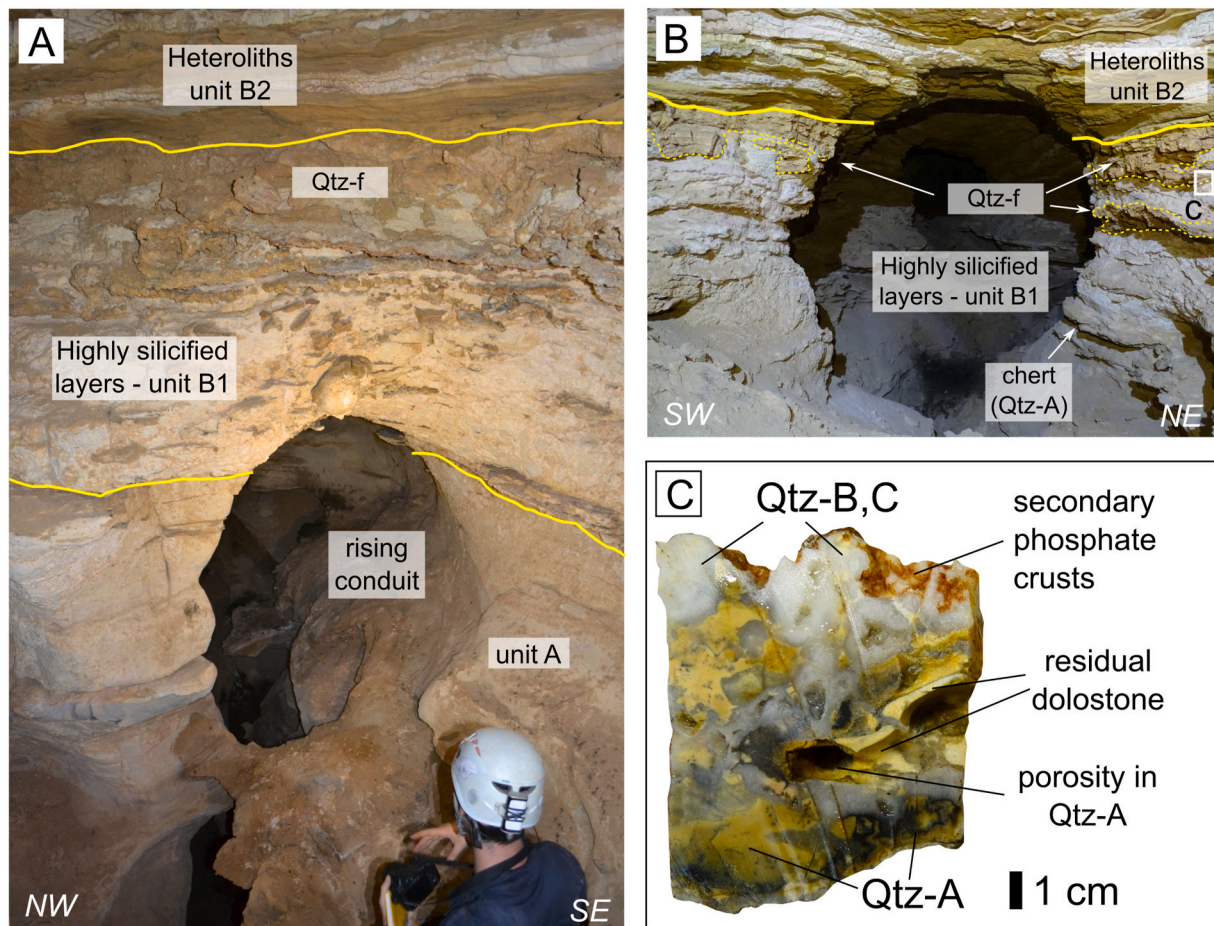 A
Heteroliths
unit B2
Qtz-f
Highly silicified
layers - unit B1
rising
conduit
unit A
NW
SE
B
Heteroliths
unit B2
Qtz-f
c
Highly silicified
layers - unit B1
chert
(Qtz-A)
SW
NE
C
Qtz-B,C
secondary
phosphate
crusts
residual
dolostone
porosity in
Qtz-A
Qtz-A
1 cm